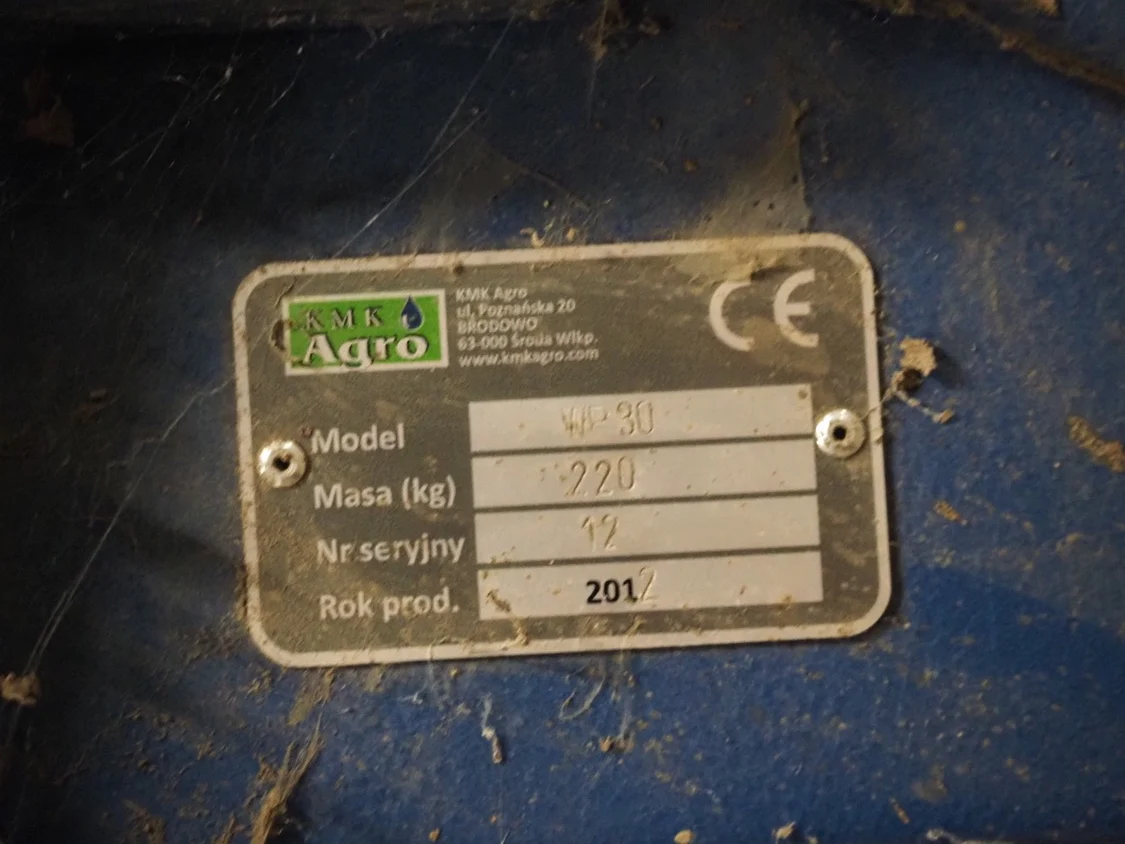 KMK
Agro
KMK Agro
ul. Poznańska 20
BRODOWO
63-000 Środa Wlkp.
www.kmkagro.com
CE
Model WP 30
Masa (kg) 220
Nr seryjny 12
Rok prod. 2012